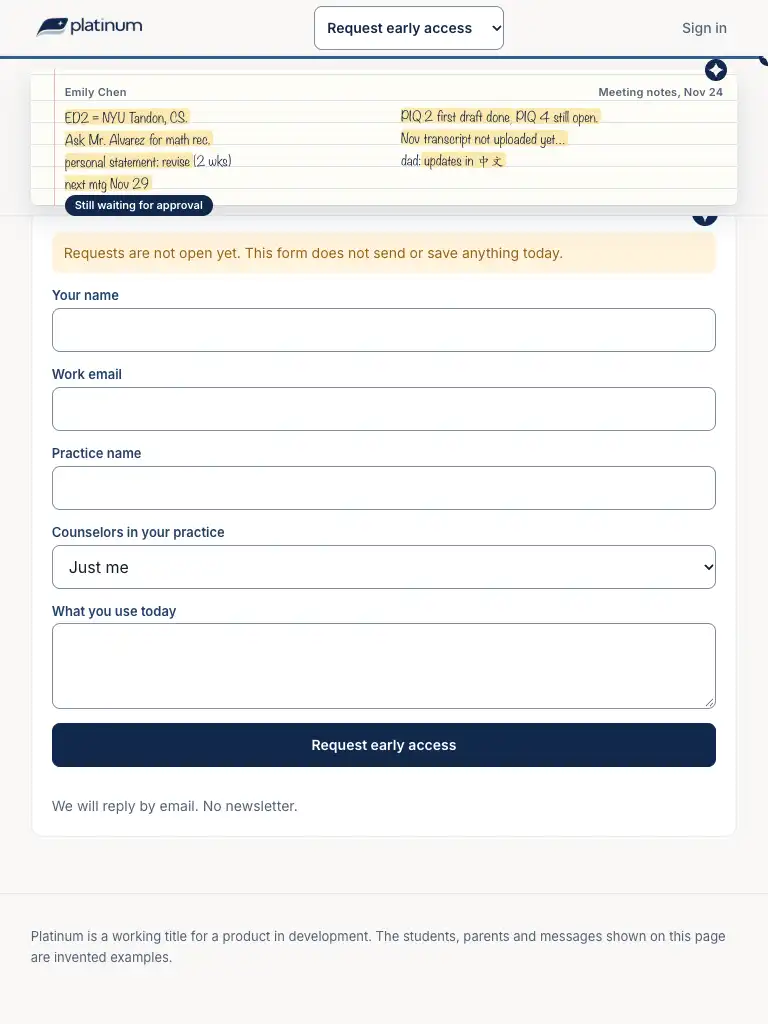 platinum
Request early access
Sign in
Emily Chen
Meeting notes, Nov 24
ED2 = NYU Tandon, CS.
Ask Mr. Alvarez for math rec.
personal statement: revise (2 wks)
next mtg Nov 29
PIQ 2 first draft done, PIQ 4 still open.
Nov transcript not uploaded yet...
dad: updates in 中文
Still waiting for approval
Requests are not open yet. This form does not send or save anything today.
Your name
Work email
Practice name
Counselors in your practice
Just me
What you use today
Request early access
We will reply by email. No newsletter.
Platinum is a working title for a product in development. The students, parents and messages shown on this page
are invented examples.